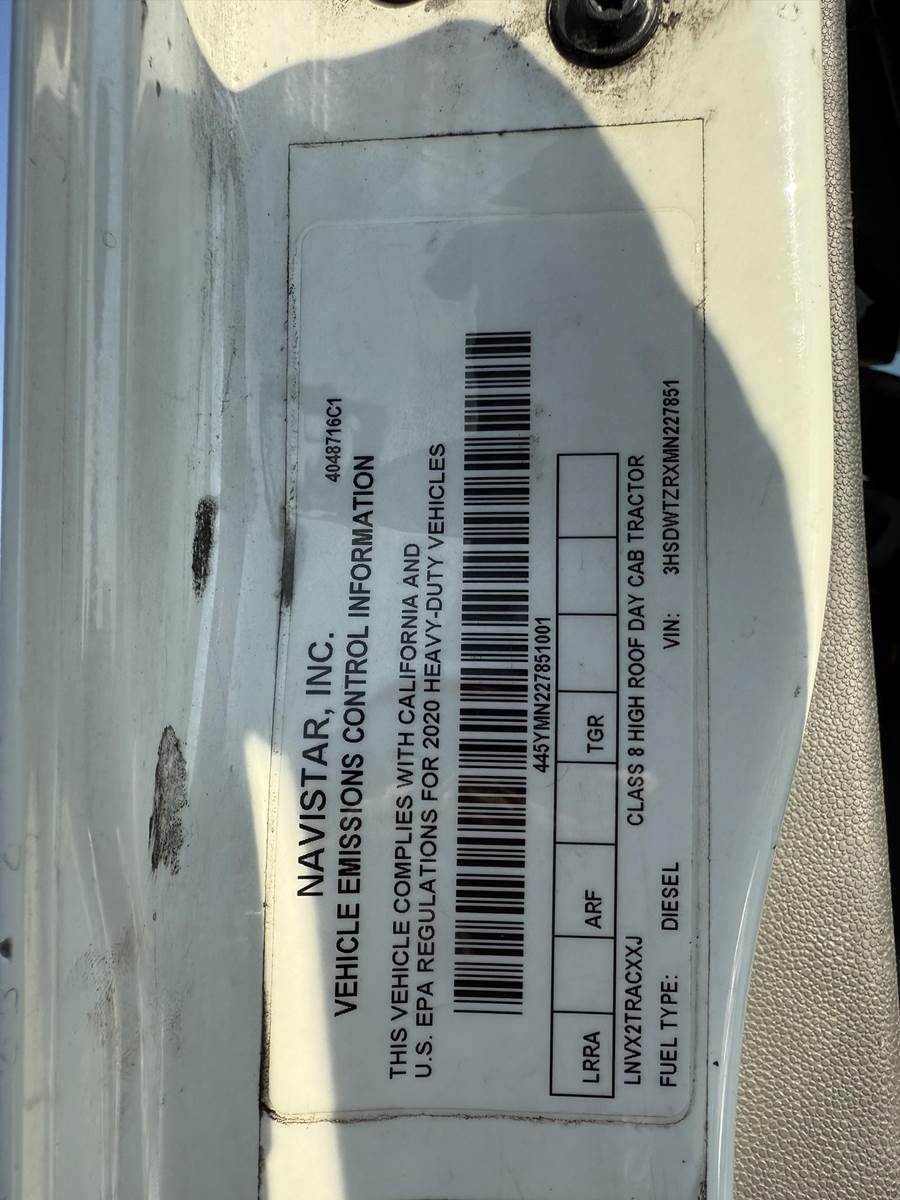 4048716C1
NAVISTAR, INC.
VEHICLE EMISSIONS CONTROL INFORMATION
THIS VEHICLE COMPLIES WITH CALIFORNIA AND
U.S. EPA REGULATIONS FOR 2020 HEAVY-DUTY VEHICLES
445YMN227851001
LRRA ARF TGR
LNVX2TRACXXJ CLASS 8 HIGH ROOF DAY CAB TRACTOR
FUEL TYPE: DIESEL VIN: 3HSDWTZRXMN227851